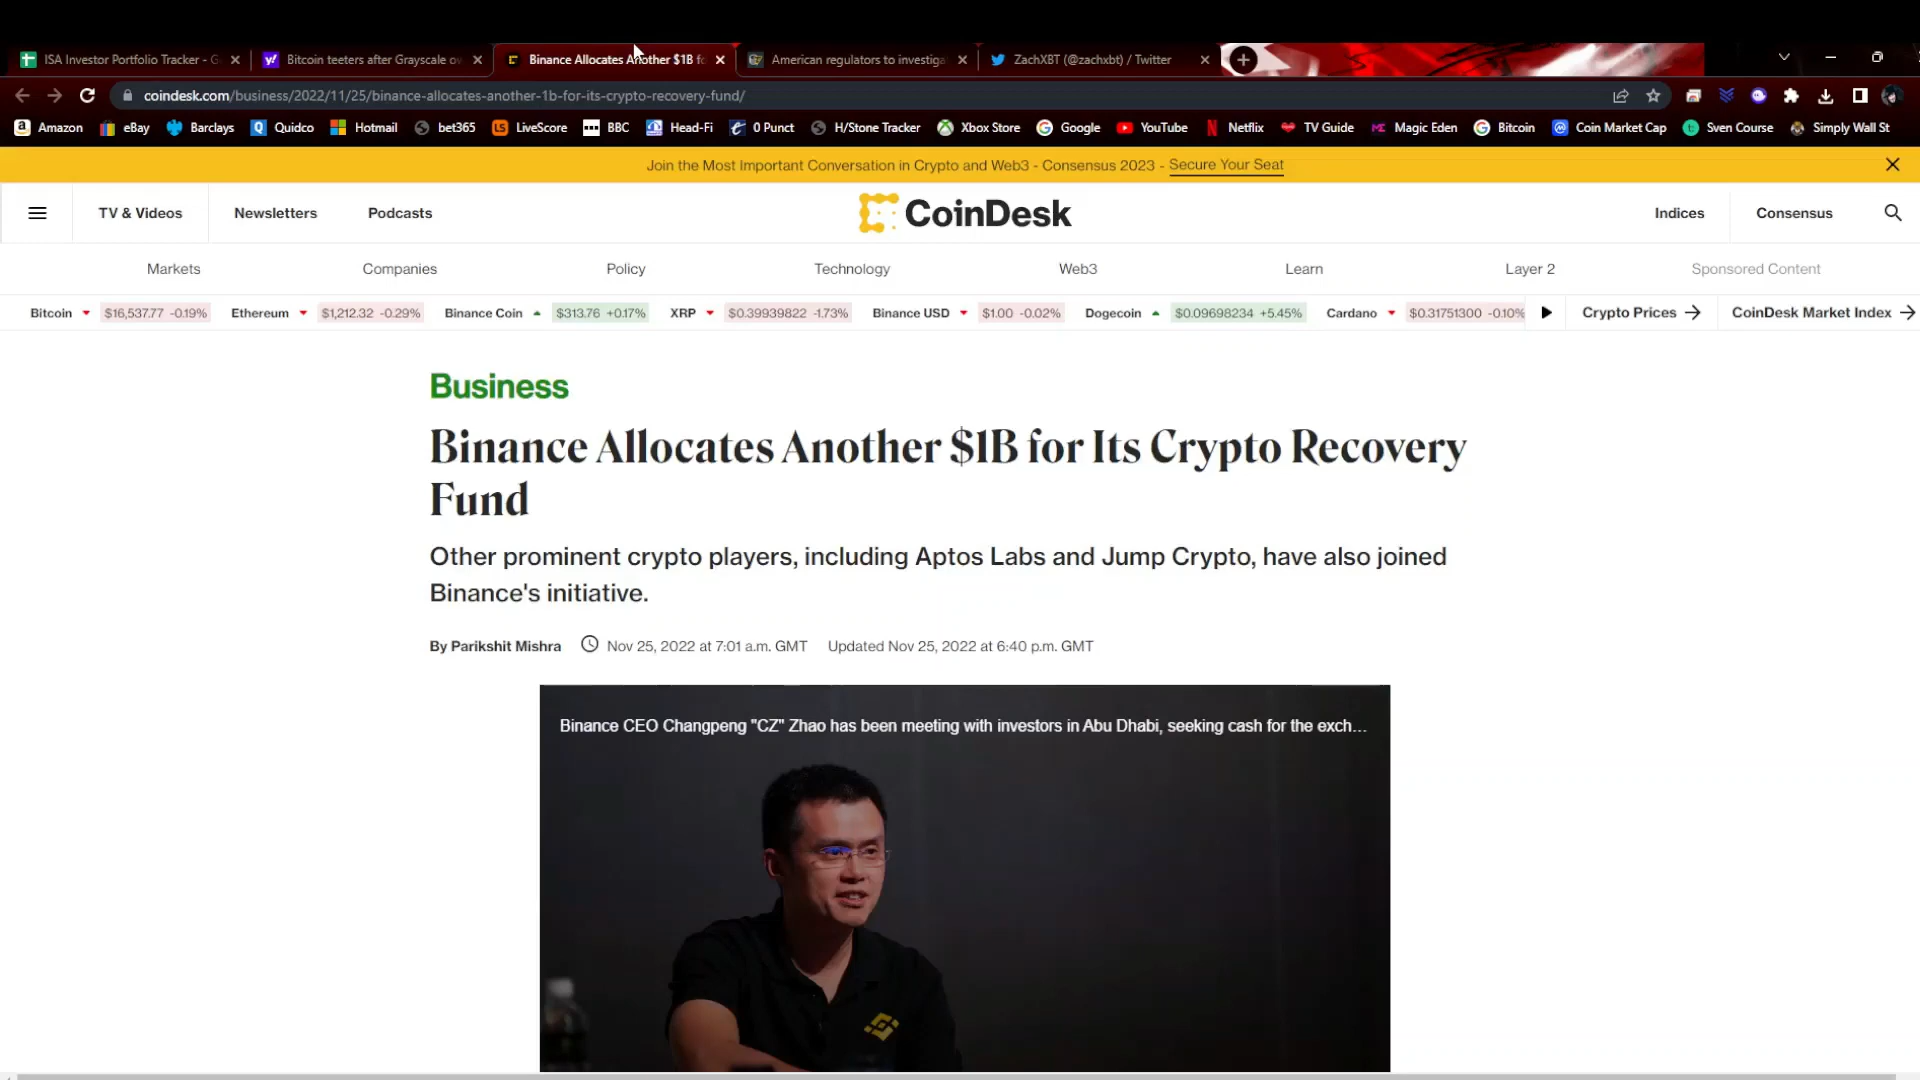 ISA Investor Portfolio Tracker - G
Bitcoin teeters after Grayscale ov
Binance Allocates Another $1B fo
American regulators to investiga
ZachXBT (@zachxbt) / Twitter
coindesk.com/business/2022/11/25/binance-allocates-another-1b-for-its-crypto-recovery-fund/
Amazon eBay Barclays Quidco Hotmail bet365 LiveScore BBC Head-Fi 0 Punct H/Stone Tracker Xbox Store Google YouTube Netflix TV Guide Magic Eden Bitcoin Coin Market Cap Sven Course Simply Wall St
Join the Most Important Conversation in Crypto and Web3 - Consensus 2023 - Secure Your Seat
TV & Videos Newsletters Podcasts CoinDesk Indices Consensus
Markets Companies Policy Technology Web3 Learn Layer 2 Sponsored Content
Bitcoin $16,537.77 -0.19% Ethereum $1,212.32 -0.29% Binance Coin $313.76 +0.17% XRP $0.39939822 -1.73% Binance USD $1.00 -0.02% Dogecoin $0.09698234 +5.45% Cardano $0.31751300 -0.10% Crypto Prices → CoinDesk Market Index →
Business
Binance Allocates Another $1B for Its Crypto Recovery
Fund
Other prominent crypto players, including Aptos Labs and Jump Crypto, have also joined
Binance's initiative.
By Parikshit Mishra Nov 25, 2022 at 7:01 a.m. GMT Updated Nov 25, 2022 at 6:40 p.m. GMT
Binance CEO Changpeng "CZ" Zhao has been meeting with investors in Abu Dhabi, seeking cash for the exch...